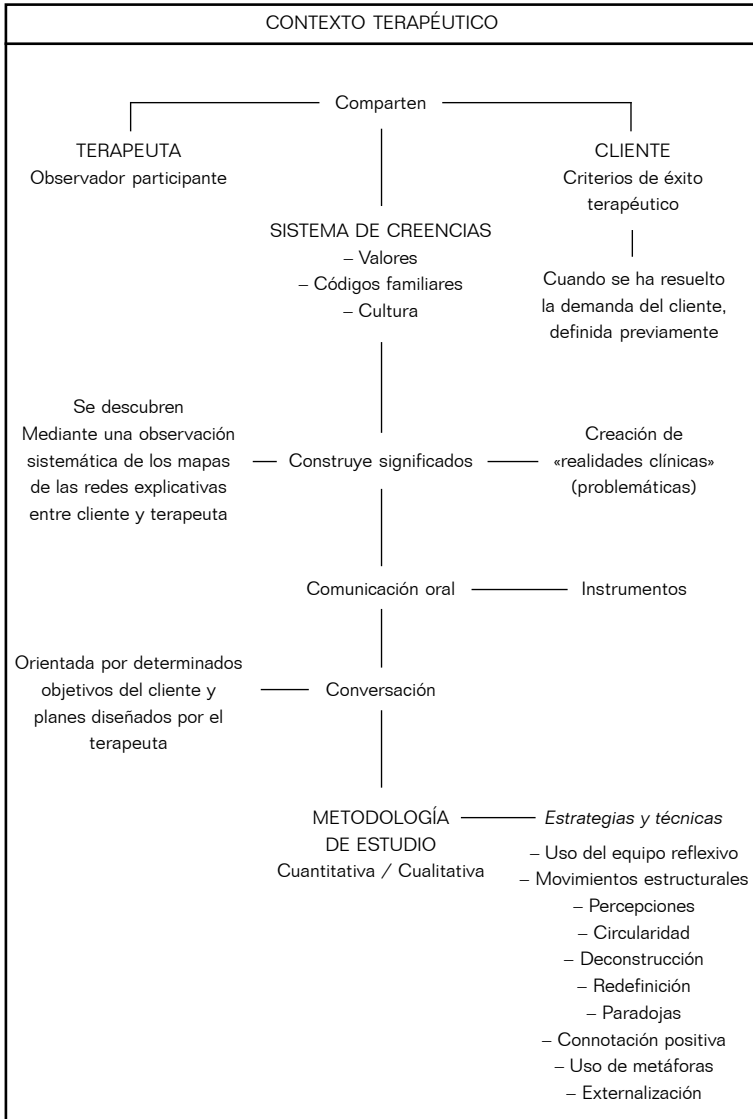 CONTEXTO TERAPÉUTICO
Comparten
TERAPEUTA
Observador participante
CLIENTE
Criterios de éxito
terapéutico
SISTEMA DE CREENCIAS
– Valores
– Códigos familiares
– Cultura
Cuando se ha resuelto
la demanda del cliente,
definida previamente
Se descubren
Mediante una observación
sistemática de los mapas
de las redes explicativas
entre cliente y terapeuta
Construye significados
Creación de
«realidades clínicas»
(problemáticas)
Comunicación oral
Instrumentos
Orientada por determinados
objetivos del cliente y
planes diseñados por el
terapeuta
Conversación
METODOLOGÍA
DE ESTUDIO
Cuantitativa / Cualitativa
Estrategias y técnicas
– Uso del equipo reflexivo
– Movimientos estructurales
– Percepciones
– Circularidad
– Deconstrucción
– Redefinición
– Paradojas
– Connotación positiva
– Uso de metáforas
– Externalización